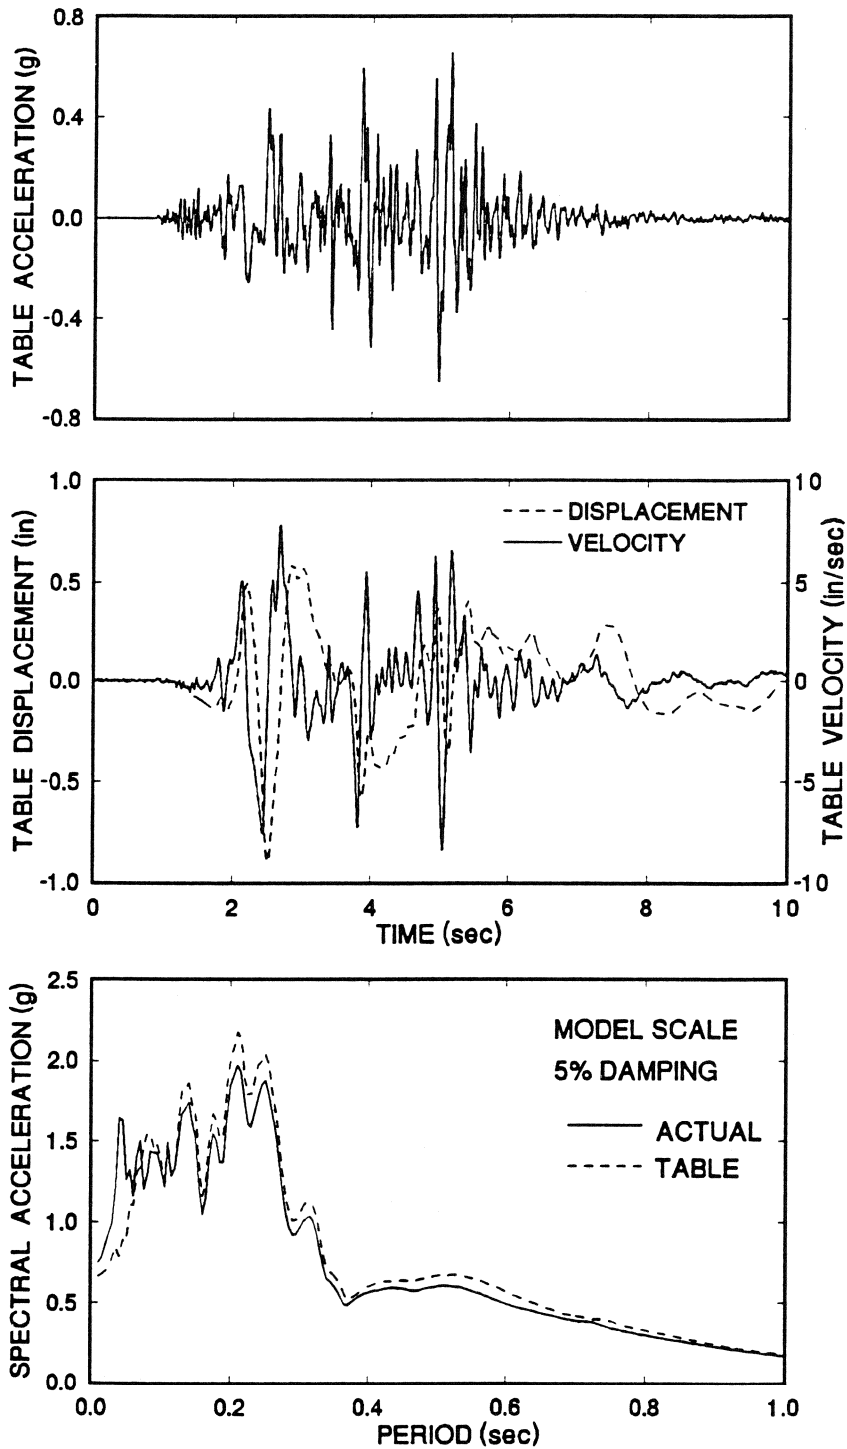 0.8
0.4
0.0
-0.4
-0.8
TABLE ACCELERATION (g)
1.0
0.5
0.0
-0.5
-1.0
TABLE DISPLACEMENT (in)
10
5
0
-5
-10
TABLE VELOCITY (in/sec)
DISPLACEMENT
VELOCITY
0 2 4 6 8 10
TIME (sec)
2.5
2.0
1.5
1.0
0.5
0.0
SPECTRAL ACCELERATION (g)
MODEL SCALE
5% DAMPING
ACTUAL
TABLE
0.0 0.2 0.4 0.6 0.8 1.0
PERIOD (sec)